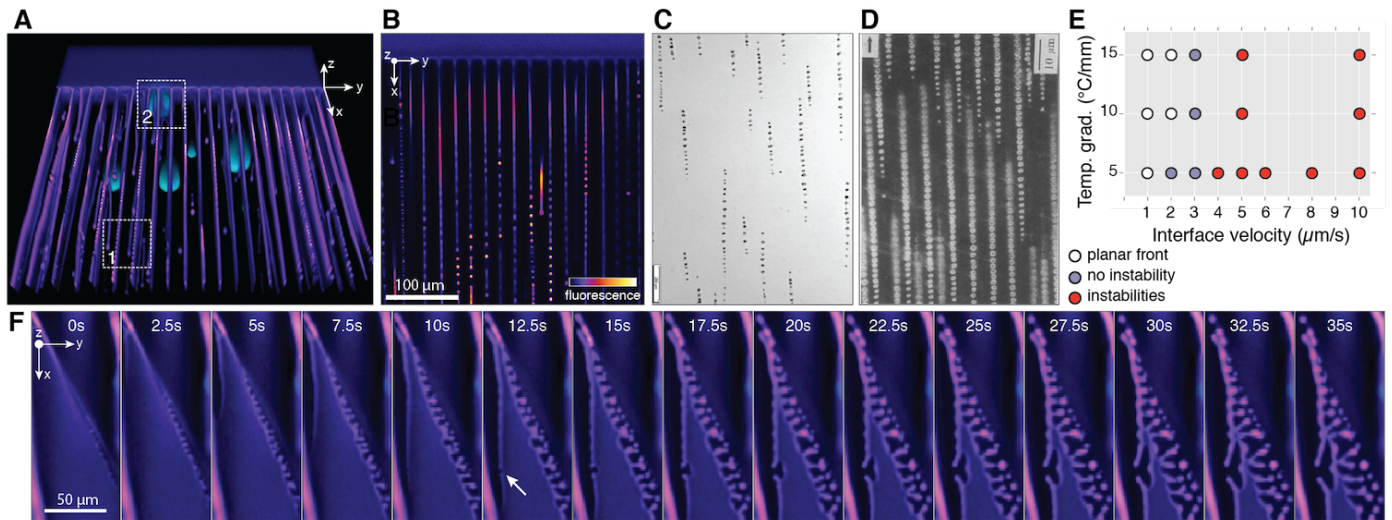 A
B
C
D
E
z
y
x
2
1
z
y
x
B
100 µm
fluorescence
10 µm
Temp. grad. (°C/mm)
15
10
5
1 2 3 4 5 6 7 8 9 10
Interface velocity (µm/s)
planar front
no instability
instabilities
F
0s 2.5s 5s 7.5s 10s 12.5s 15s 17.5s 20s 22.5s 25s 27.5s 30s 32.5s 35s
z
y
x
50 µm